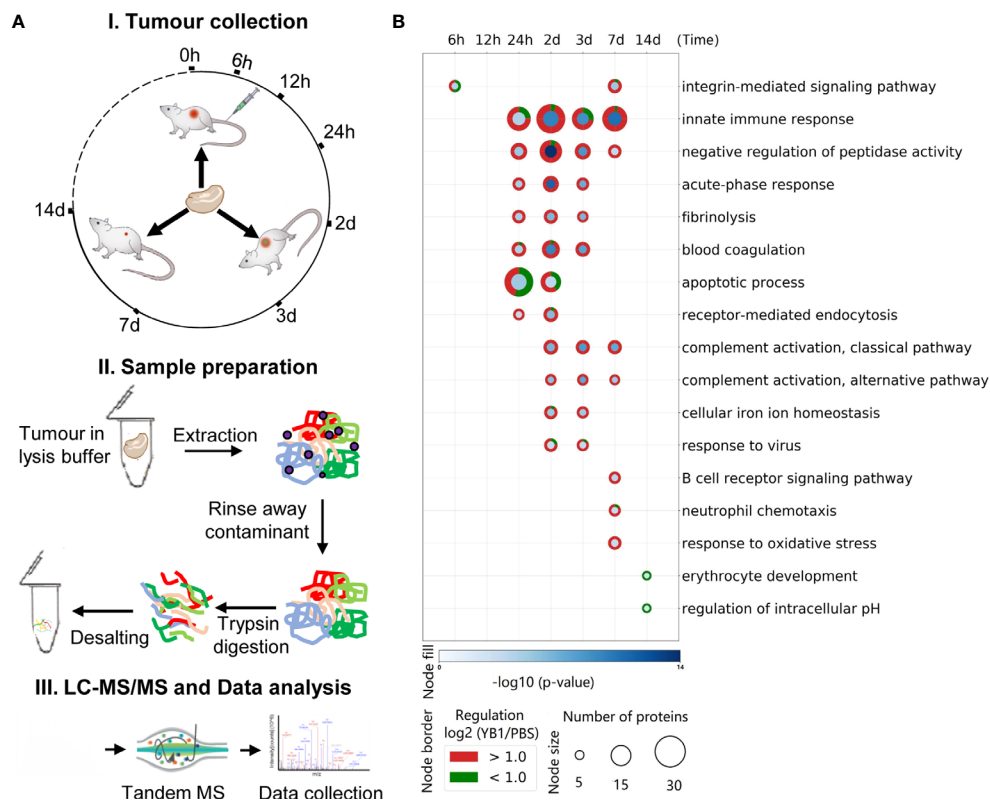 A
I. Tumour collection
0h
6h
12h
24h
2d
3d
7d
14d
II. Sample preparation
Tumour in
lysis buffer
Extraction
Rinse away
contaminant
Trypsin
digestion
Desalting
III. LC-MS/MS and Data analysis
Tandem MS
Data collection
m/z
B
6h 12h 24h 2d 3d 7d 14d (Time)
integrin-mediated signaling pathway
innate immune response
negative regulation of peptidase activity
acute-phase response
fibrinolysis
blood coagulation
apoptotic process
receptor-mediated endocytosis
complement activation, classical pathway
complement activation, alternative pathway
cellular iron ion homeostasis
response to virus
B cell receptor signaling pathway
neutrophil chemotaxis
response to oxidative stress
erythrocyte development
regulation of intracellular pH
Node fill
0 14
-log10 (p-value)
Node border
Regulation
log2 (YB1/PBS)
> 1.0
< 1.0
Node size
Number of proteins
5 15 30